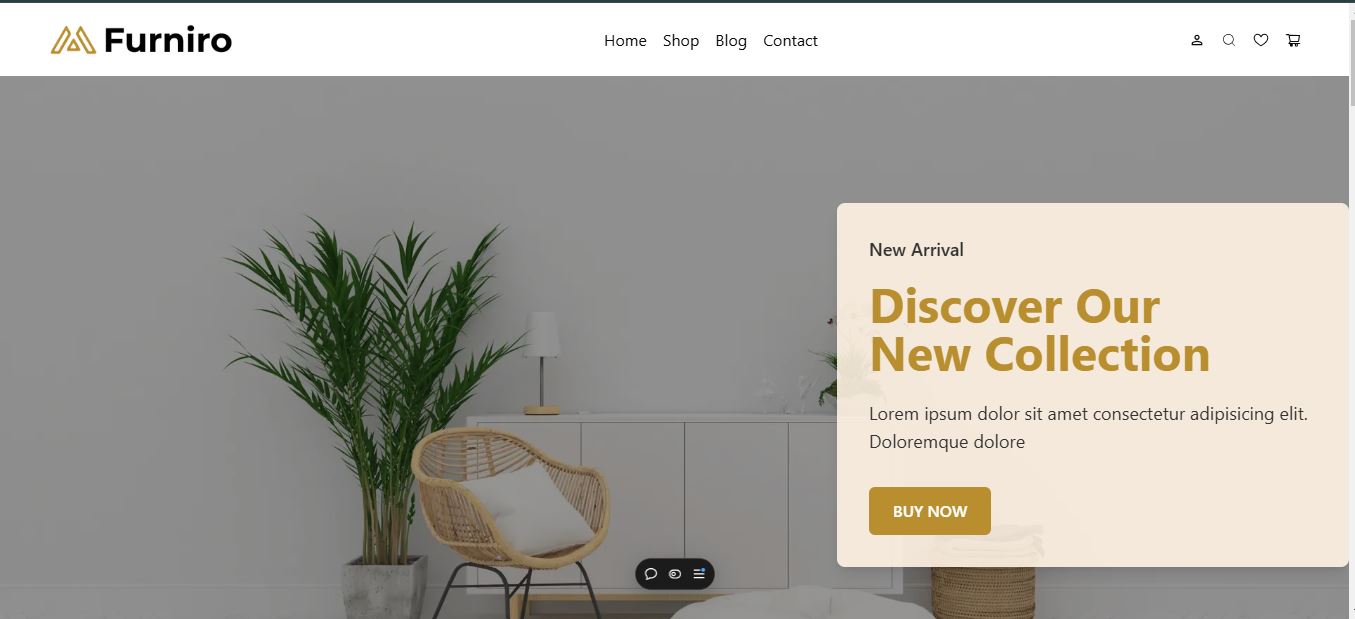 Furniro
Home Shop Blog Contact
New Arrival
Discover Our
New Collection
Lorem ipsum dolor sit amet consectetur adipisicing elit.
Doloremque dolore
BUY NOW